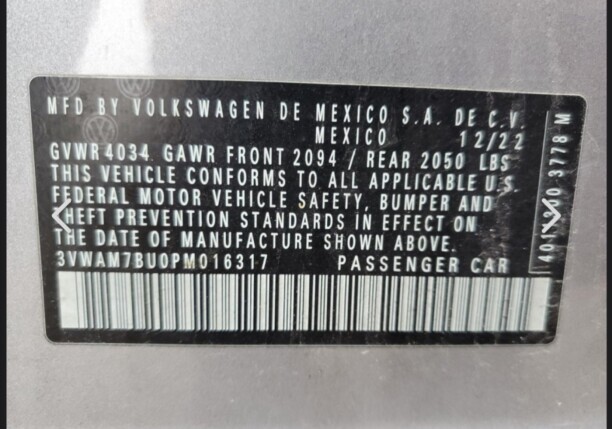 MFD BY VOLKSWAGEN DE MEXICO S.A. DE C.V.
MEXICO 12/22
GVWR 4034 GAWR FRONT 2094 / REAR 2050 LBS
THIS VEHICLE CONFORMS TO ALL APPLICABLE U.S.
FEDERAL MOTOR VEHICLE SAFETY, BUMPER AND
THEFT PREVENTION STANDARDS IN EFFECT ON
THE DATE OF MANUFACTURE SHOWN ABOVE.
3VWAM7BU0PM016317 PASSENGER CAR
3778 M